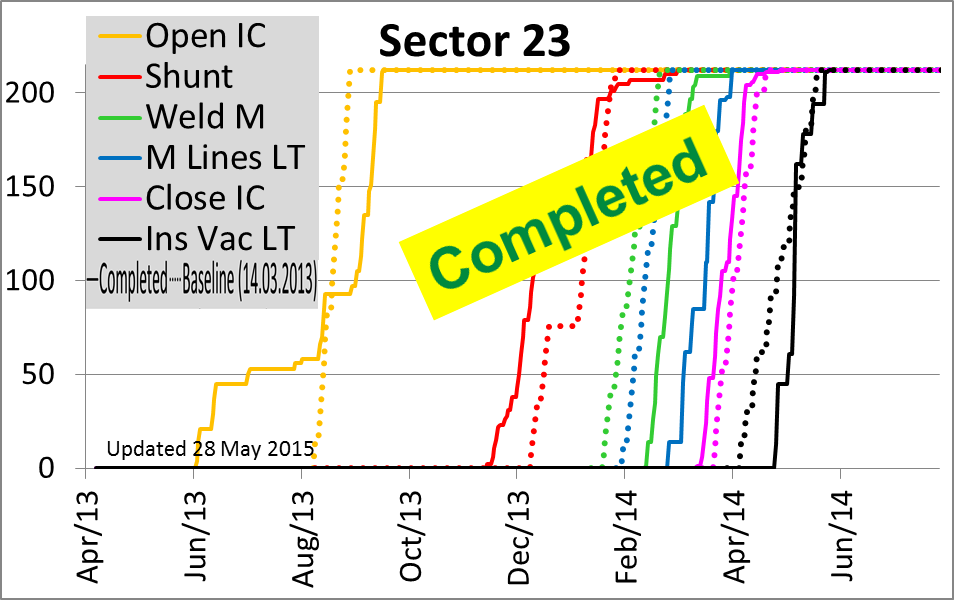 Sector 23
Open IC
Shunt
Weld M
M Lines LT
Close IC
Ins Vac LT
Completed Baseline (14.03.2013)
Completed
200
150
100
50
0
Updated 28 May 2015
Apr/13
Jun/13
Aug/13
Oct/13
Dec/13
Feb/14
Apr/14
Jun/14